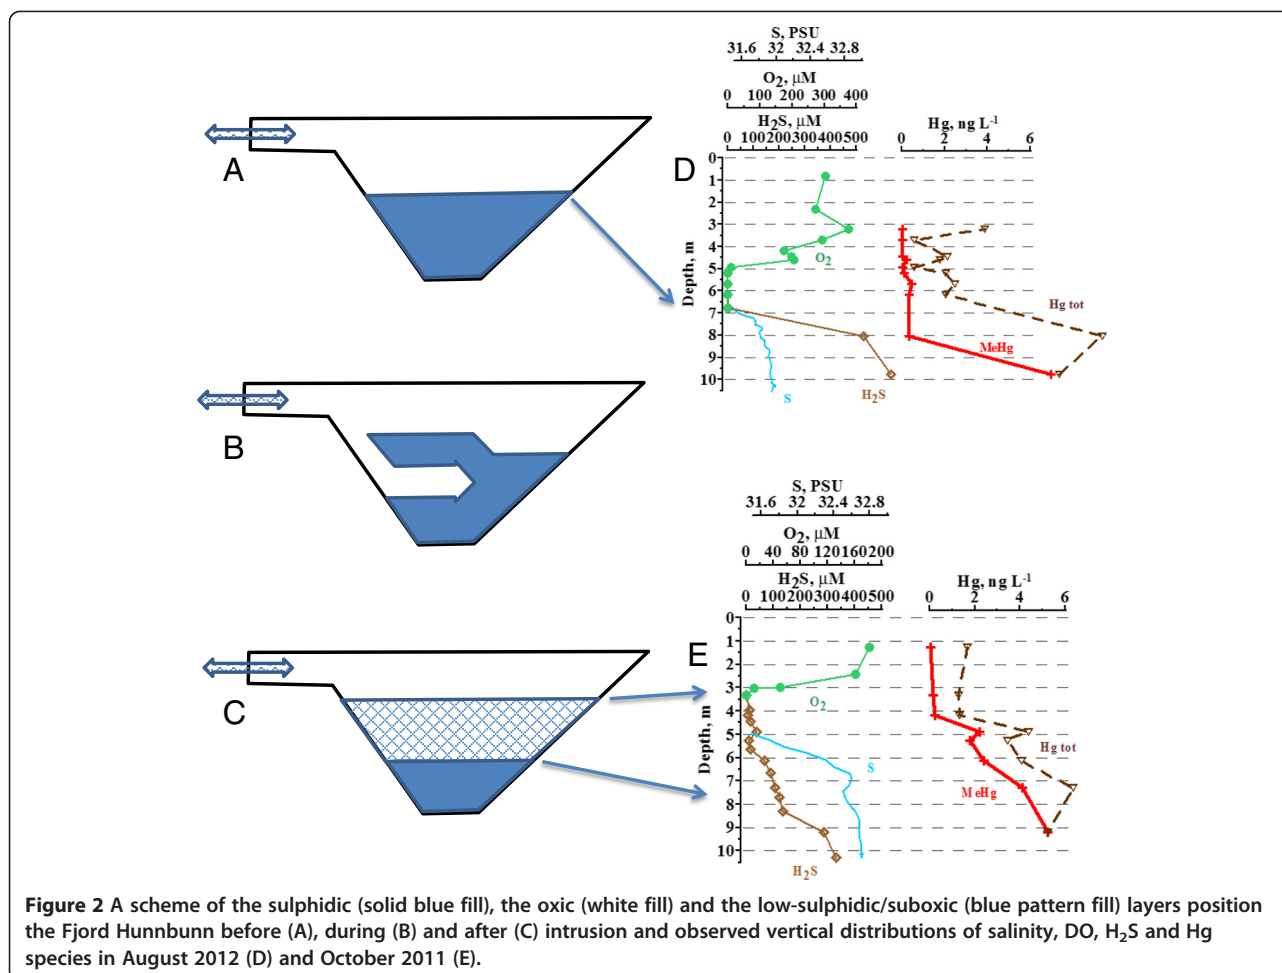 S, PSU
31.6 32 32.4 32.8
O2, µM
0 100 200 300 400
H2S, µM
0 100200300400500
Hg, ng L-1
0 2 4 6
A
D
0
1
2
3
4
5
6
7
8
9
10
Depth, m
O2
Hg tot
MeHg
H2S
S
B
S, PSU
31.6 32 32.4 32.8
O2, µM
0 40 80 120 160 200
H2S, µM
0 100200300400500
Hg, ng L-1
0 2 4 6
C
E
0
1
2
3
4
5
6
7
8
9
10
Depth, m
O2
S
Hg tot
MeHg
H2S
Figure 2 A scheme of the sulphidic (solid blue fill), the oxic (white fill) and the low-sulphidic/suboxic (blue pattern fill) layers position
the Fjord Hunnbunn before (A), during (B) and after (C) intrusion and observed vertical distributions of salinity, DO, H2S and Hg
species in August 2012 (D) and October 2011 (E).